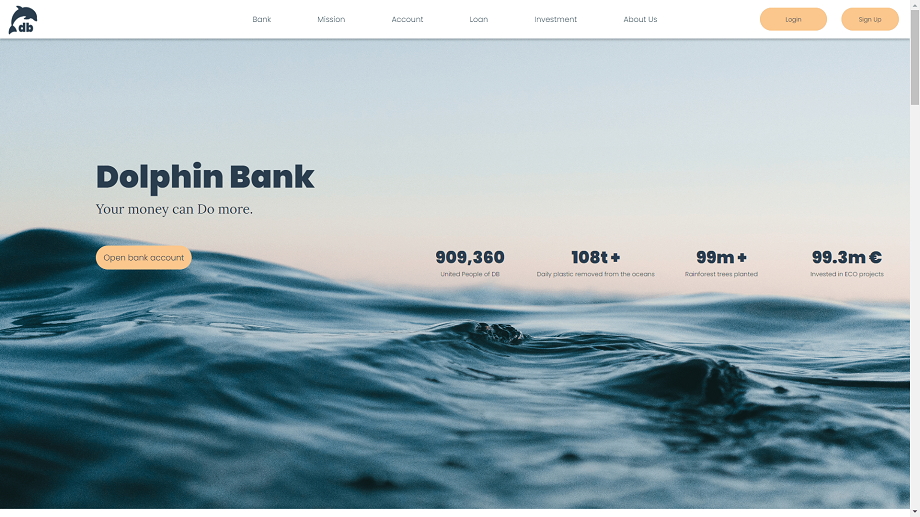 db
Bank Mission Account Loan Investment About Us Login Sign Up
Dolphin Bank
Your money can Do more.
Open bank account
909,360 108t + 99m + 99.3m €
United People of DB Daily plastic removed from the oceans Rainforest trees planted Invested in ECO projects